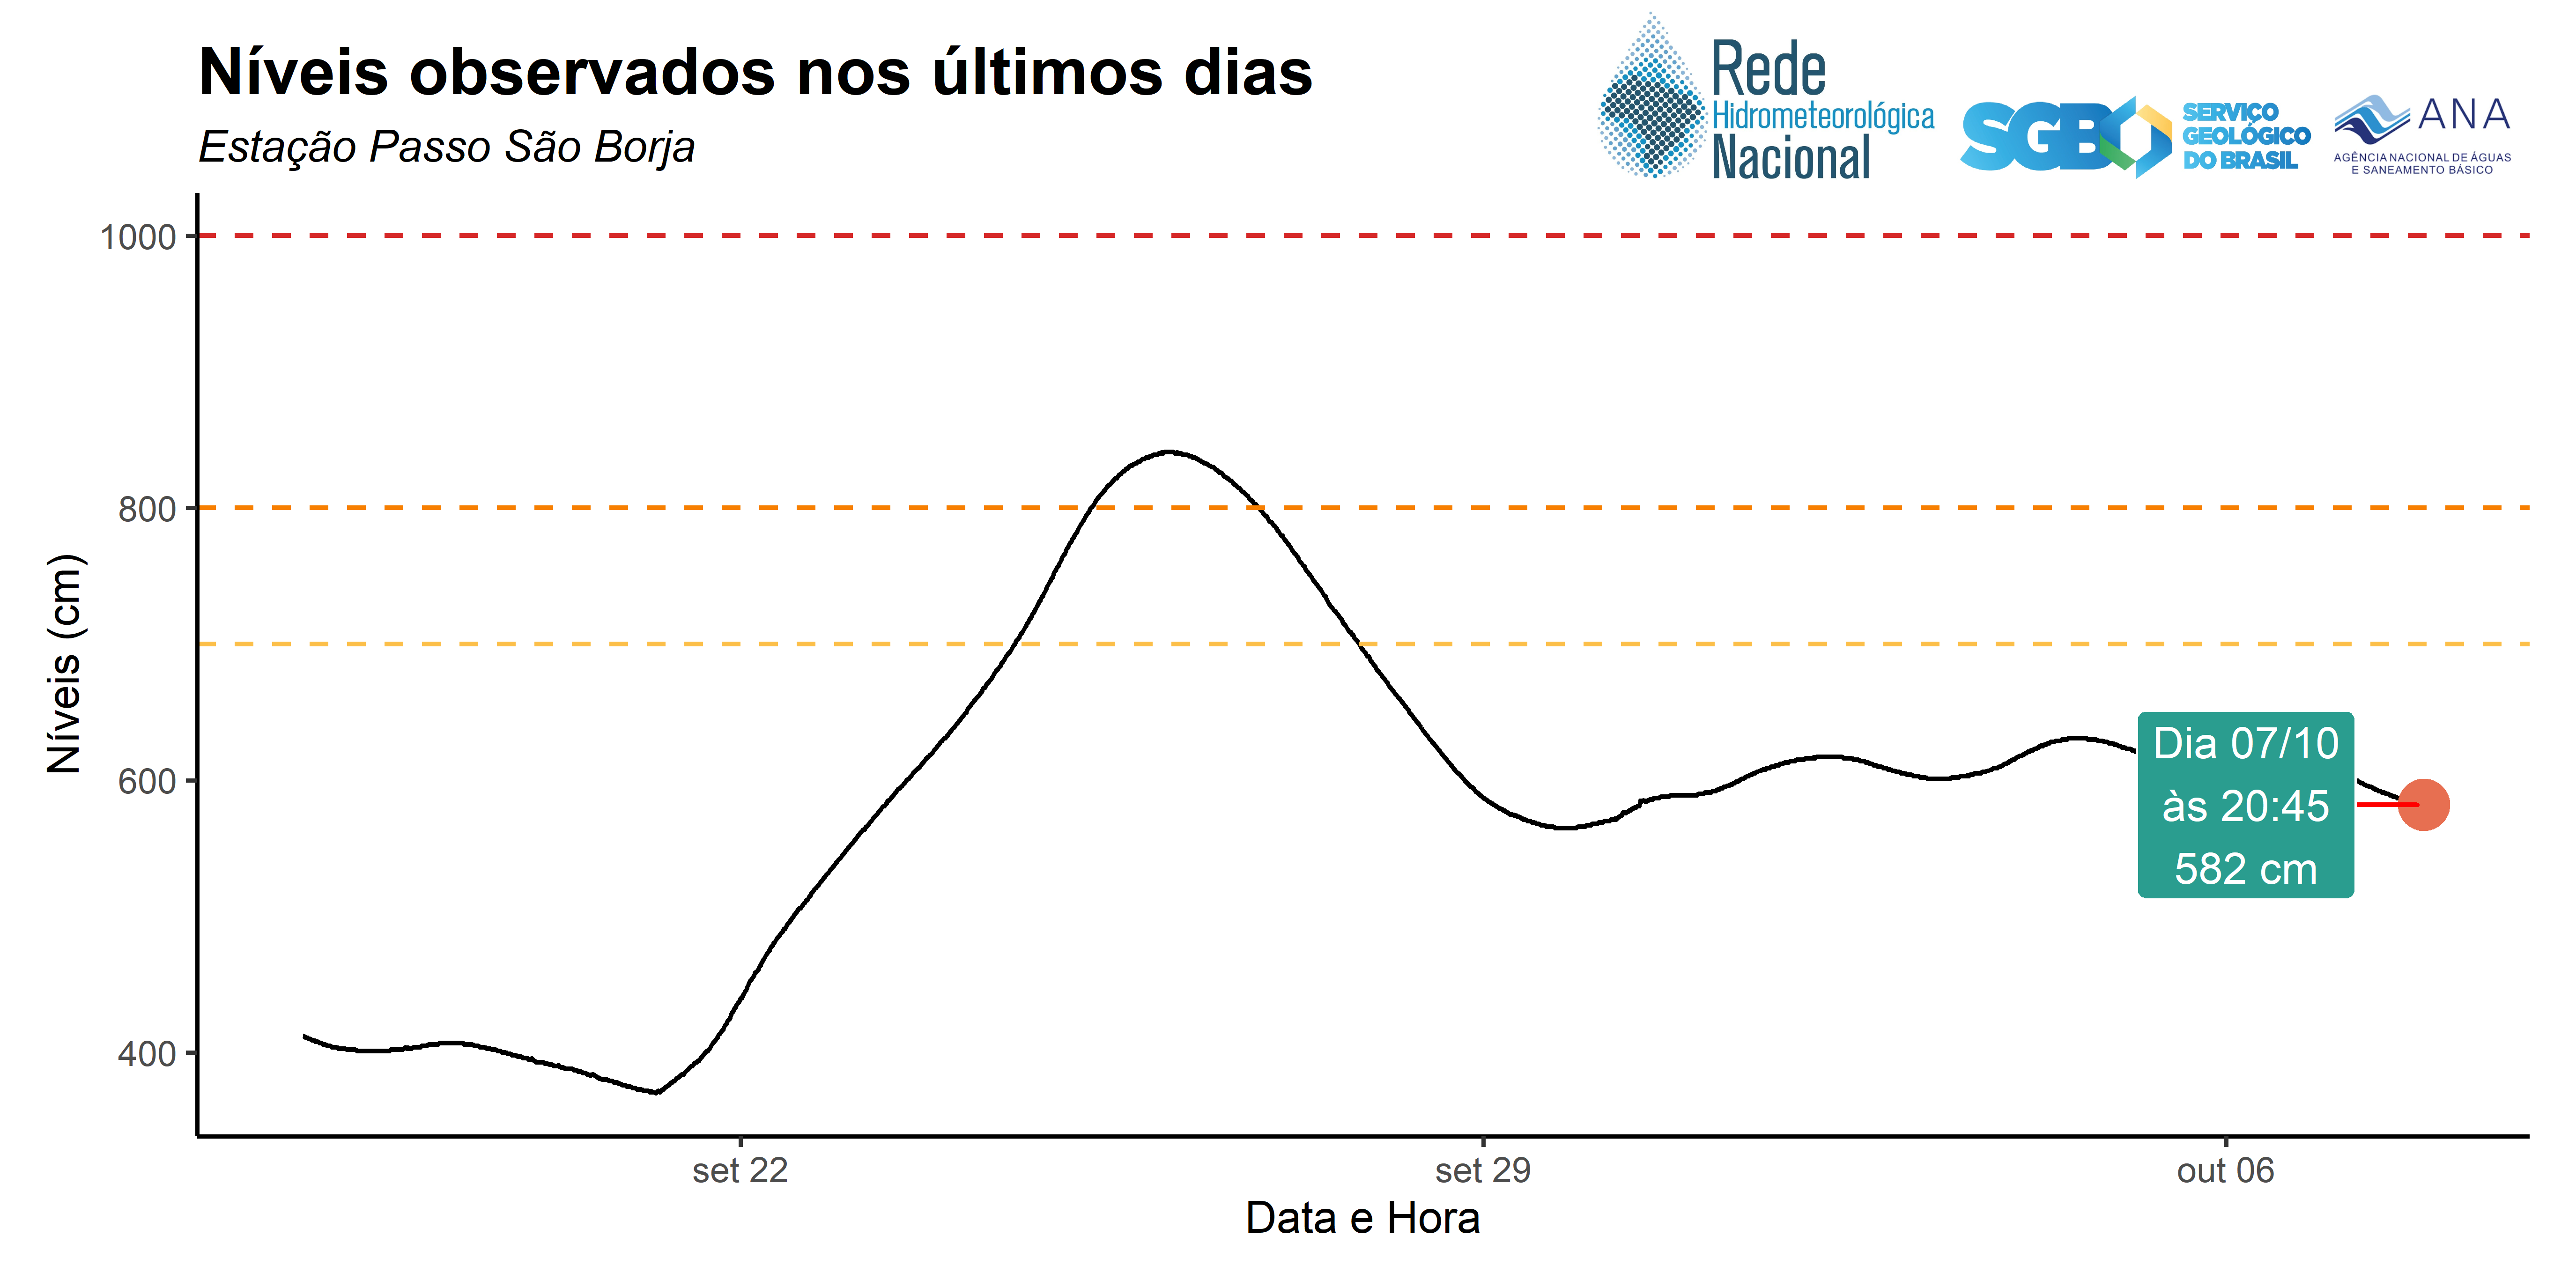 Níveis observados nos últimos dias
Estação Passo São Borja
Rede
Hidrometeorológica
Nacional
SGB
SERVIÇO
GEOLÓGICO
DO BRASIL
ANA
AGÊNCIA NACIONAL DE ÁGUAS
E SANEAMENTO BÁSICO
Níveis (cm)
1000
800
600
400
Dia 07/10
às 20:45
582 cm
set 22
set 29
out 06
Data e Hora